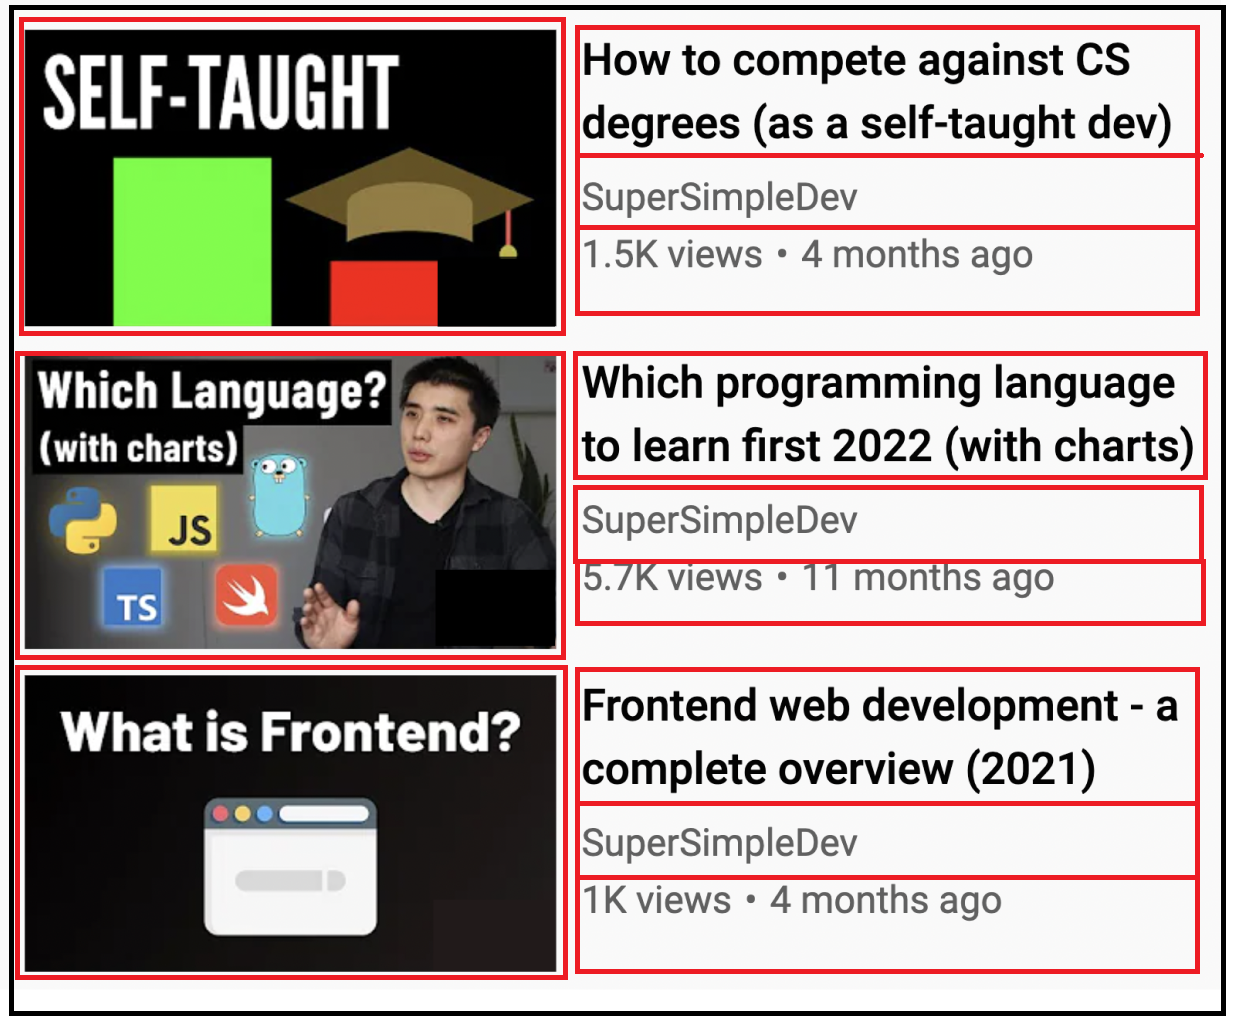 SELF-TAUGHT
How to compete against CS
degrees (as a self-taught dev)
SuperSimpleDev
1.5K views • 4 months ago
Which Language?
(with charts)
JS
TS
Which programming language
to learn first 2022 (with charts)
SuperSimpleDev
5.7K views • 11 months ago
What is Frontend?
Frontend web development - a
complete overview (2021)
SuperSimpleDev
1K views • 4 months ago